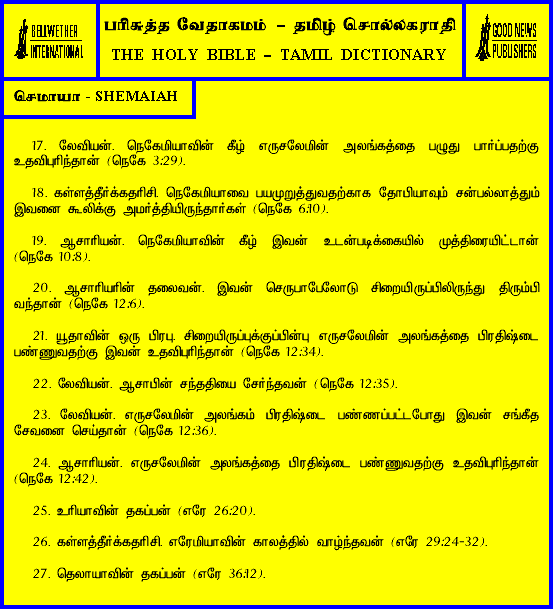 BELLWETHER
INTERNATIONAL
பரிசுத்த வேதாகமம் – தமிழ் சொல்லகராதி
THE HOLY BIBLE – TAMIL DICTIONARY
GOOD NEWS
PUBLISHERS
செமாயா - SHEMAIAH
17. லேவியன். நெகேமியாவின் கீழ் எருசலேமின் அலங்கத்தை பழுது பார்ப்பதற்கு
உதவிபுரிந்தான் (நெகே 3:29).
18. கள்ளத்தீர்க்கதரிசி. நெகேமியாவை பயமுறுத்துவதற்காக தோபியாவும் சன்பல்லாத்தும்
இவனை கூலிக்கு அமர்த்தியிருந்தார்கள் (நெகே 6:10).
19. ஆசாரியன். நெகேமியாவின் கீழ் இவன் உடன்படிக்கையில் முத்திரையிட்டான்
(நெகே 10:8).
20. ஆசாரியரின் தலைவன். இவன் செருபாபேலோடு சிறையிருப்பிலிருந்து திரும்பி
வந்தான் (நெகே 12:6).
21. யூதாவின் ஒரு பிரபு. சிறையிருப்புக்குப்பின்பு எருசலேமின் அலங்கத்தை பிரதிஷ்டை
பண்ணுவதற்கு இவன் உதவிபுரிந்தான் (நெகே 12:34).
22. லேவியன். ஆசாபின் சந்ததியை சேர்ந்தவன் (நெகே 12:35).
23. லேவியன். எருசலேமின் அலங்கம் பிரதிஷ்டை பண்ணப்பட்டபோது இவன் சங்கீத
சேவனை செய்தான் (நெகே 12:36).
24. ஆசாரியன். எருசலேமின் அலங்கத்தை பிரதிஷ்டை பண்ணுவதற்கு உதவிபுரிந்தான்
(நெகே 12:42).
25. உரியாவின் தகப்பன் (எரே 26:20).
26. கள்ளத்தீர்க்கதரிசி. எரேமியாவின் காலத்தில் வாழ்ந்தவன் (எரே 29:24-32).
27. தெலாயாவின் தகப்பன் (எரே 36:12).